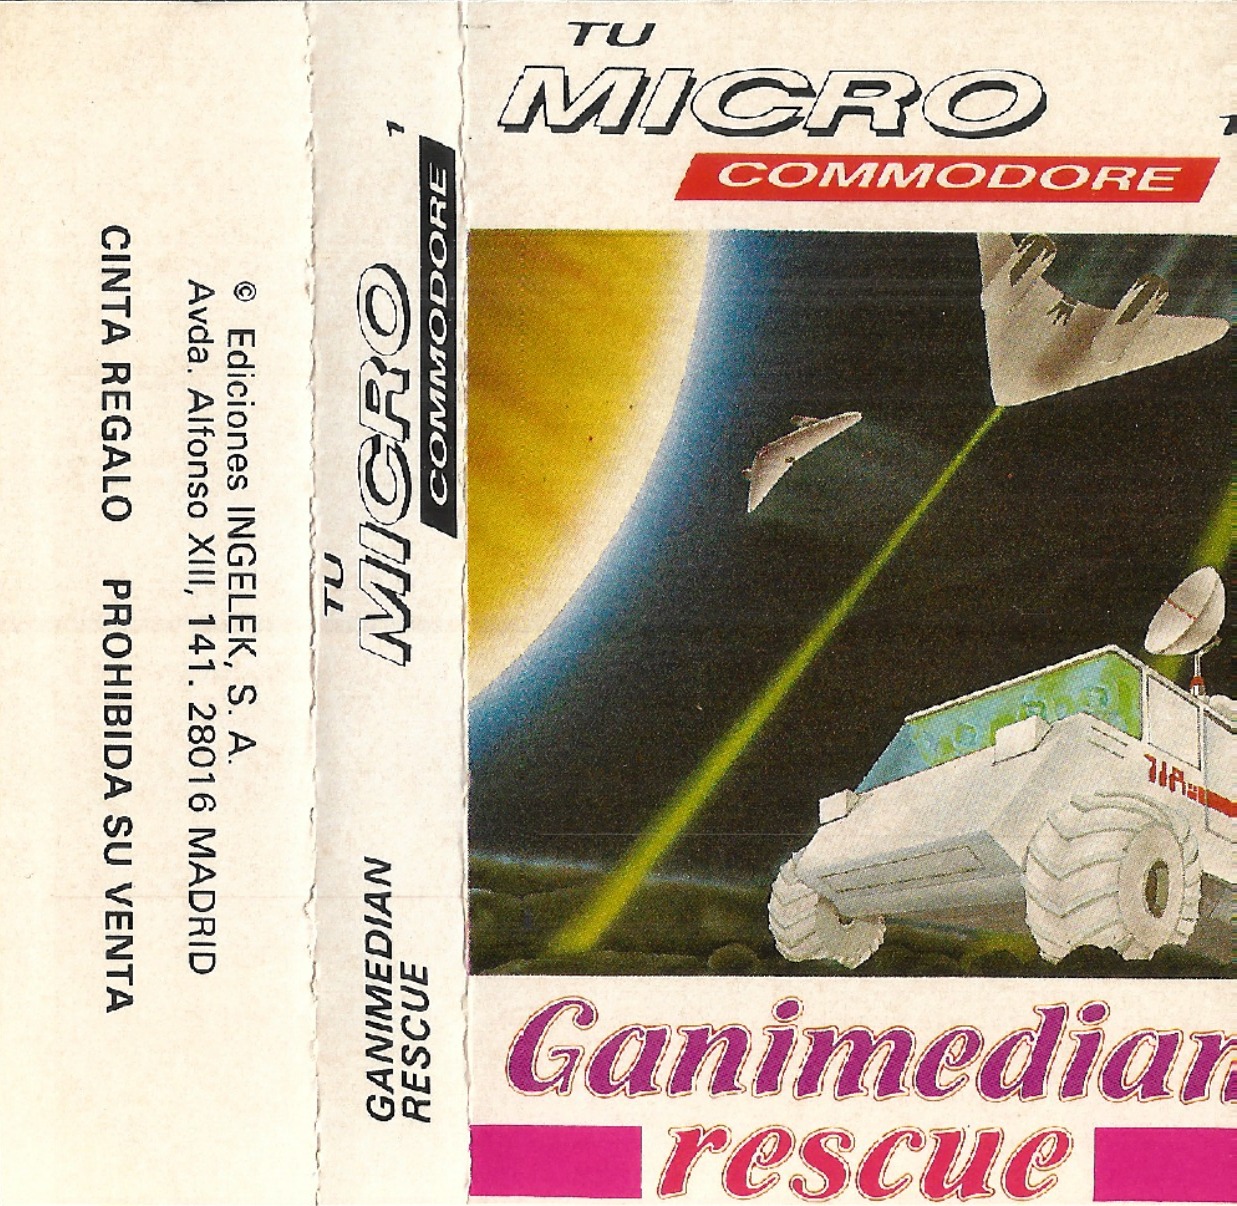 CINTA REGALO PROHIBIDA SU VENTA
© Ediciones INGELEK, S. A.
Avda. Alfonso XIII, 141. 28016 MADRID
TU
MICRO
COMMODORE
1
GANIMEDIAN
RESCUE
TU
MICRO
COMMODORE
Ganimedian
rescue